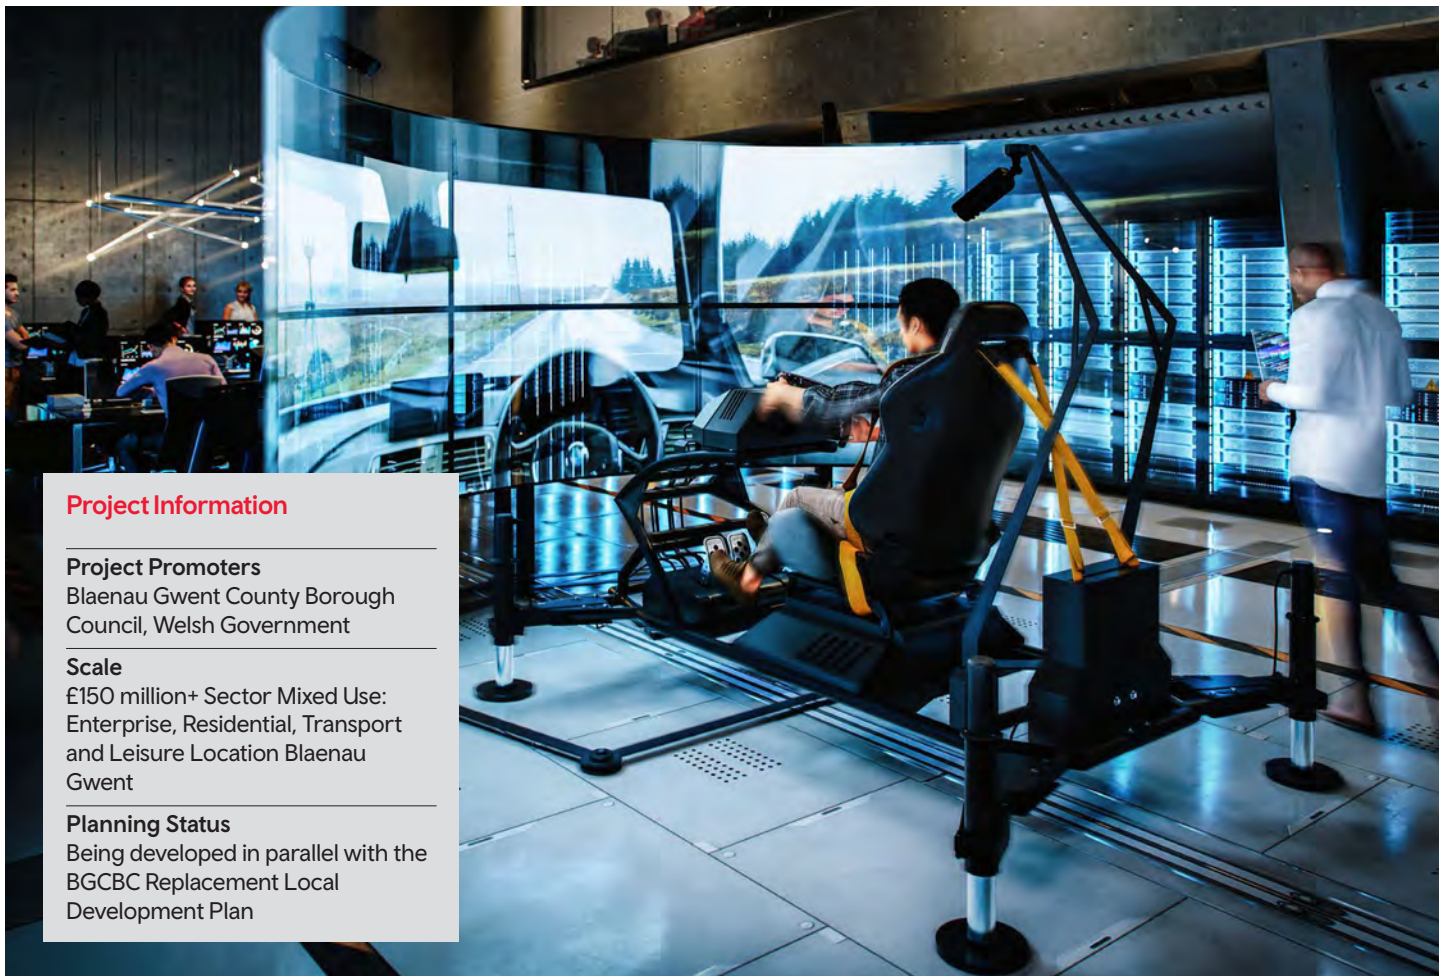 Project Information
Project Promoters
Blaenau Gwent County Borough
Council, Welsh Government
Scale
£150 million+ Sector Mixed Use:
Enterprise, Residential, Transport
and Leisure Location Blaenau
Gwent
Planning Status
Being developed in parallel with the
BGCBC Replacement Local
Development Plan